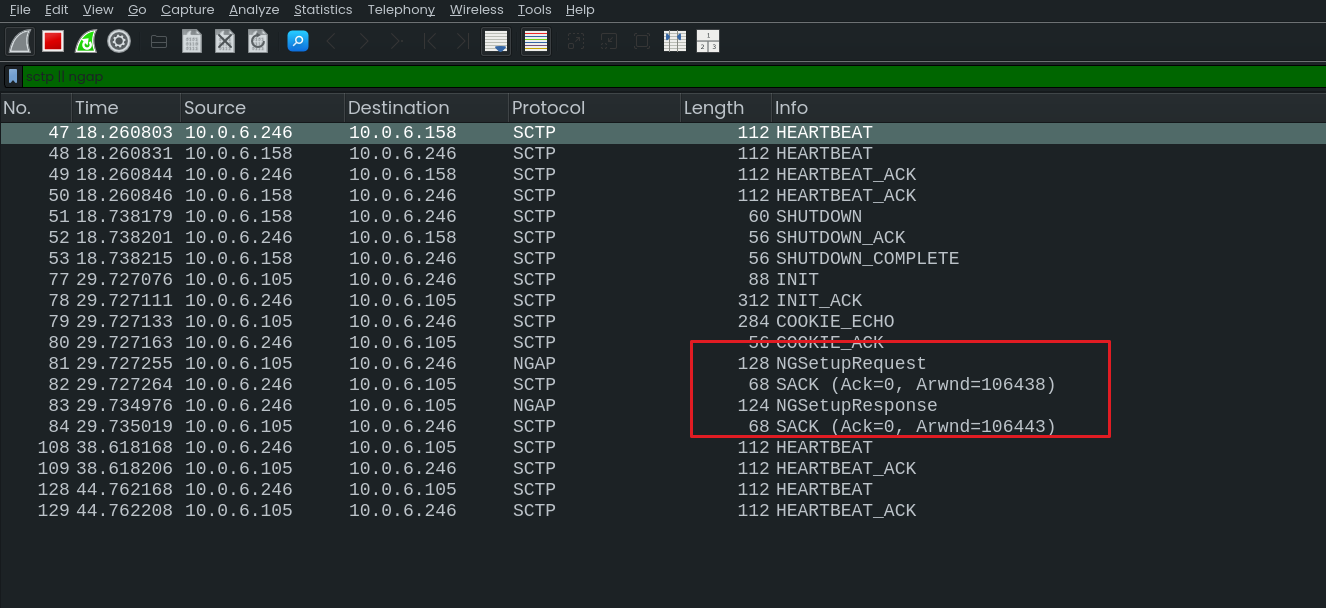 File Edit View Go Capture Analyze Statistics Telephony Wireless Tools Help
1
2 3
sctp || ngap
No. Time Source Destination Protocol Length Info
47 18.260803 10.0.6.246 10.0.6.158 SCTP 112 HEARTBEAT
48 18.260831 10.0.6.158 10.0.6.246 SCTP 112 HEARTBEAT
49 18.260844 10.0.6.246 10.0.6.158 SCTP 112 HEARTBEAT_ACK
50 18.260846 10.0.6.158 10.0.6.246 SCTP 112 HEARTBEAT_ACK
51 18.738179 10.0.6.158 10.0.6.246 SCTP 60 SHUTDOWN
52 18.738201 10.0.6.246 10.0.6.158 SCTP 56 SHUTDOWN_ACK
53 18.738215 10.0.6.158 10.0.6.246 SCTP 56 SHUTDOWN_COMPLETE
77 29.727076 10.0.6.105 10.0.6.246 SCTP 88 INIT
78 29.727111 10.0.6.246 10.0.6.105 SCTP 312 INIT_ACK
79 29.727133 10.0.6.105 10.0.6.246 SCTP 284 COOKIE_ECHO
80 29.727163 10.0.6.246 10.0.6.105 SCTP 56 COOKIE_ACK
81 29.727255 10.0.6.105 10.0.6.246 NGAP 128 NGSetupRequest
82 29.727264 10.0.6.246 10.0.6.105 SCTP 68 SACK (Ack=0, Arwnd=106438)
83 29.734976 10.0.6.246 10.0.6.105 NGAP 124 NGSetupResponse
84 29.735019 10.0.6.105 10.0.6.246 SCTP 68 SACK (Ack=0, Arwnd=106443)
108 38.618168 10.0.6.246 10.0.6.105 SCTP 112 HEARTBEAT
109 38.618206 10.0.6.105 10.0.6.246 SCTP 112 HEARTBEAT_ACK
128 44.762168 10.0.6.246 10.0.6.105 SCTP 112 HEARTBEAT
129 44.762208 10.0.6.105 10.0.6.246 SCTP 112 HEARTBEAT_ACK